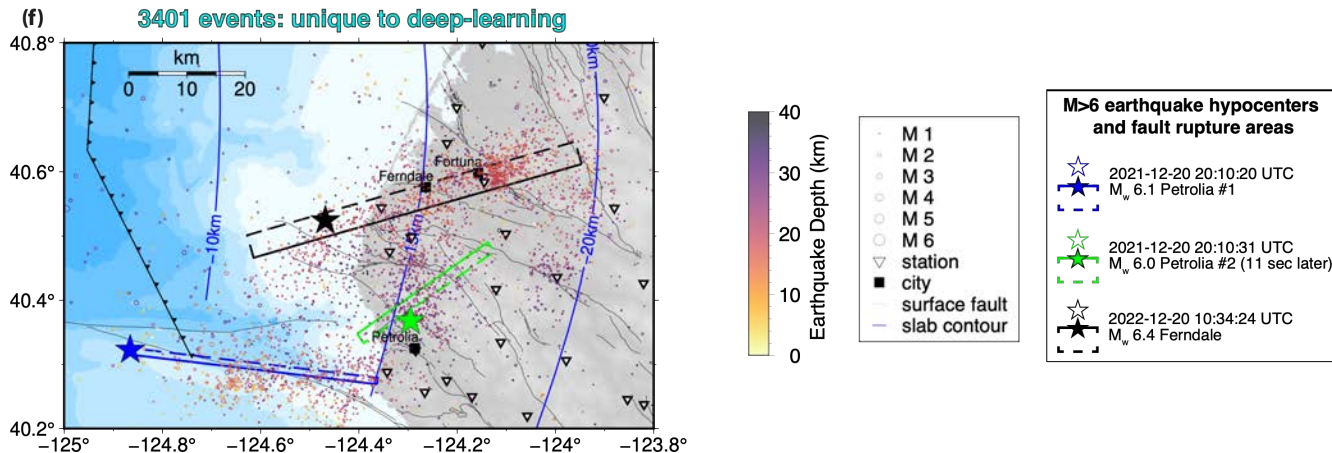 (f)
3401 events: unique to deep-learning
40.8°
40.6°
40.4°
40.2°
−125°
−124.8°
−124.6°
−124.4°
−124.2°
−124°
−123.8°
km
0 10 20
−10km
−15km
−20km
Fortuna
Ferndale
Petrolia
40
30
20
10
0
Earthquake Depth (km)
M 1
M 2
M 3
M 4
M 5
M 6
station
city
surface fault
slab contour
M>6 earthquake hypocenters
and fault rupture areas
2021-12-20 20:10:20 UTC
Mw 6.1 Petrolia #1
2021-12-20 20:10:31 UTC
Mw 6.0 Petrolia #2 (11 sec later)
2022-12-20 10:34:24 UTC
Mw 6.4 Ferndale